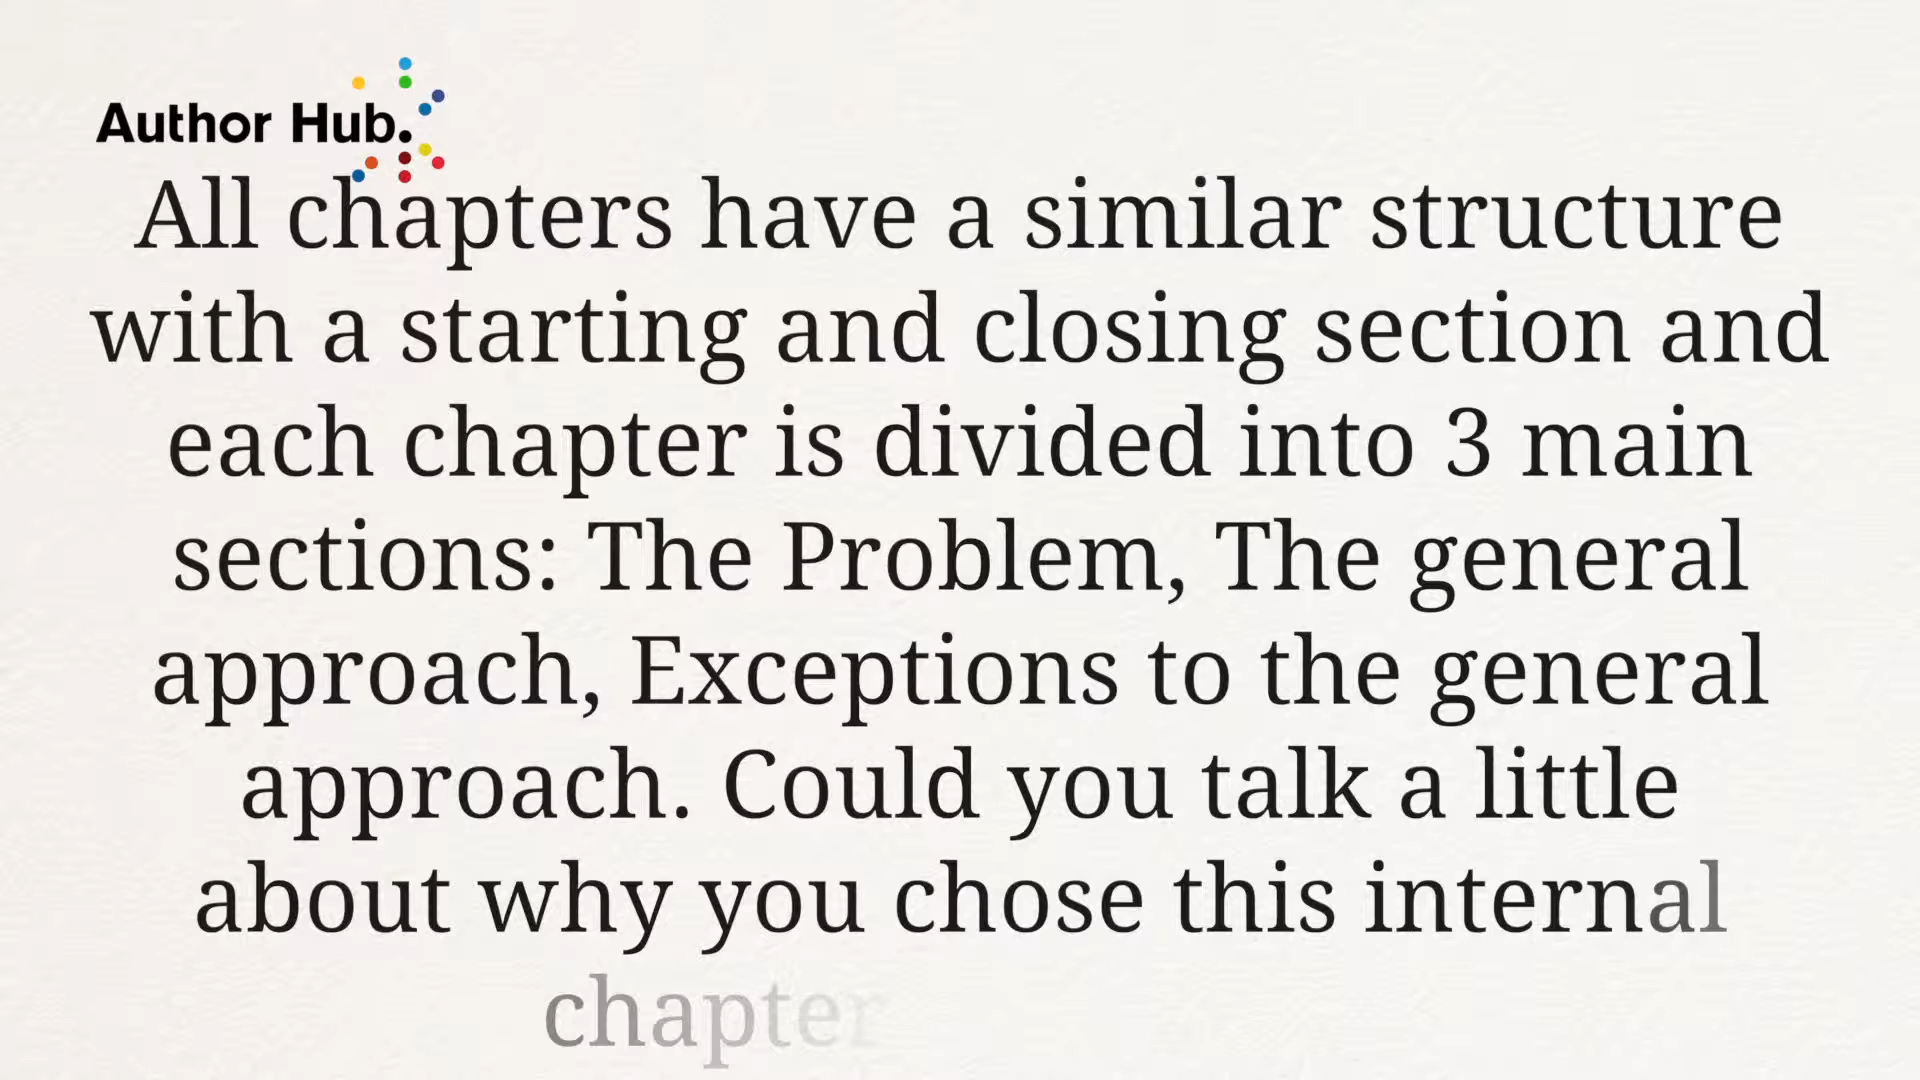 Author Hub.
All chapters have a similar structure
with a starting and closing section and
each chapter is divided into 3 main
sections: The Problem, The general
approach, Exceptions to the general
approach. Could you talk a little
about why you chose this internal
chapter